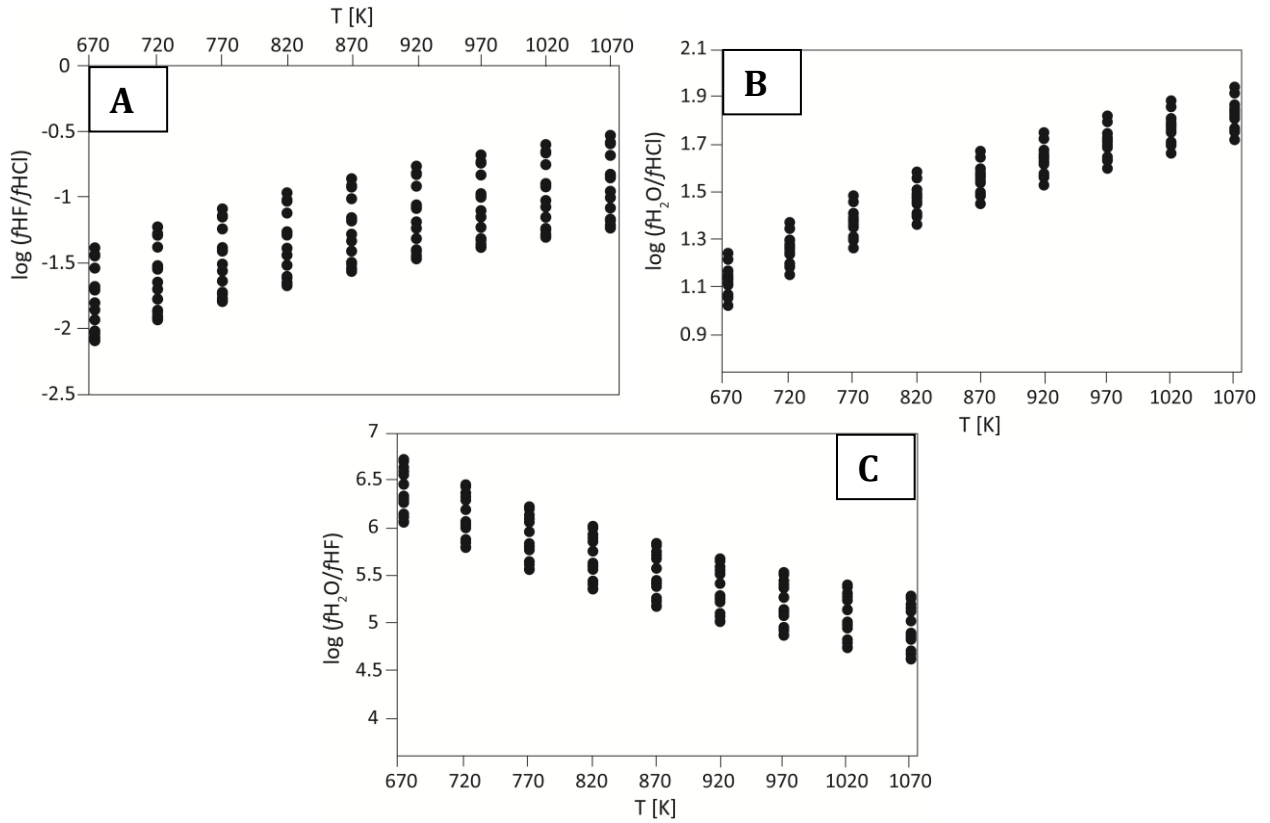 T [K]
670 720 770 820 870 920 970 1020 1070
0
-0.5
-1
-1.5
-2
-2.5
log (fHF/fHCl)
A
2.1
1.9
1.7
1.5
1.3
1.1
0.9
log (fH₂O/fHCl)
B
670 720 770 820 870 920 970 1020 1070
T [K]
7
6.5
6
5.5
5
4.5
4
log (fH₂O/fHF)
C
670 720 770 820 870 920 970 1020 1070
T [K]